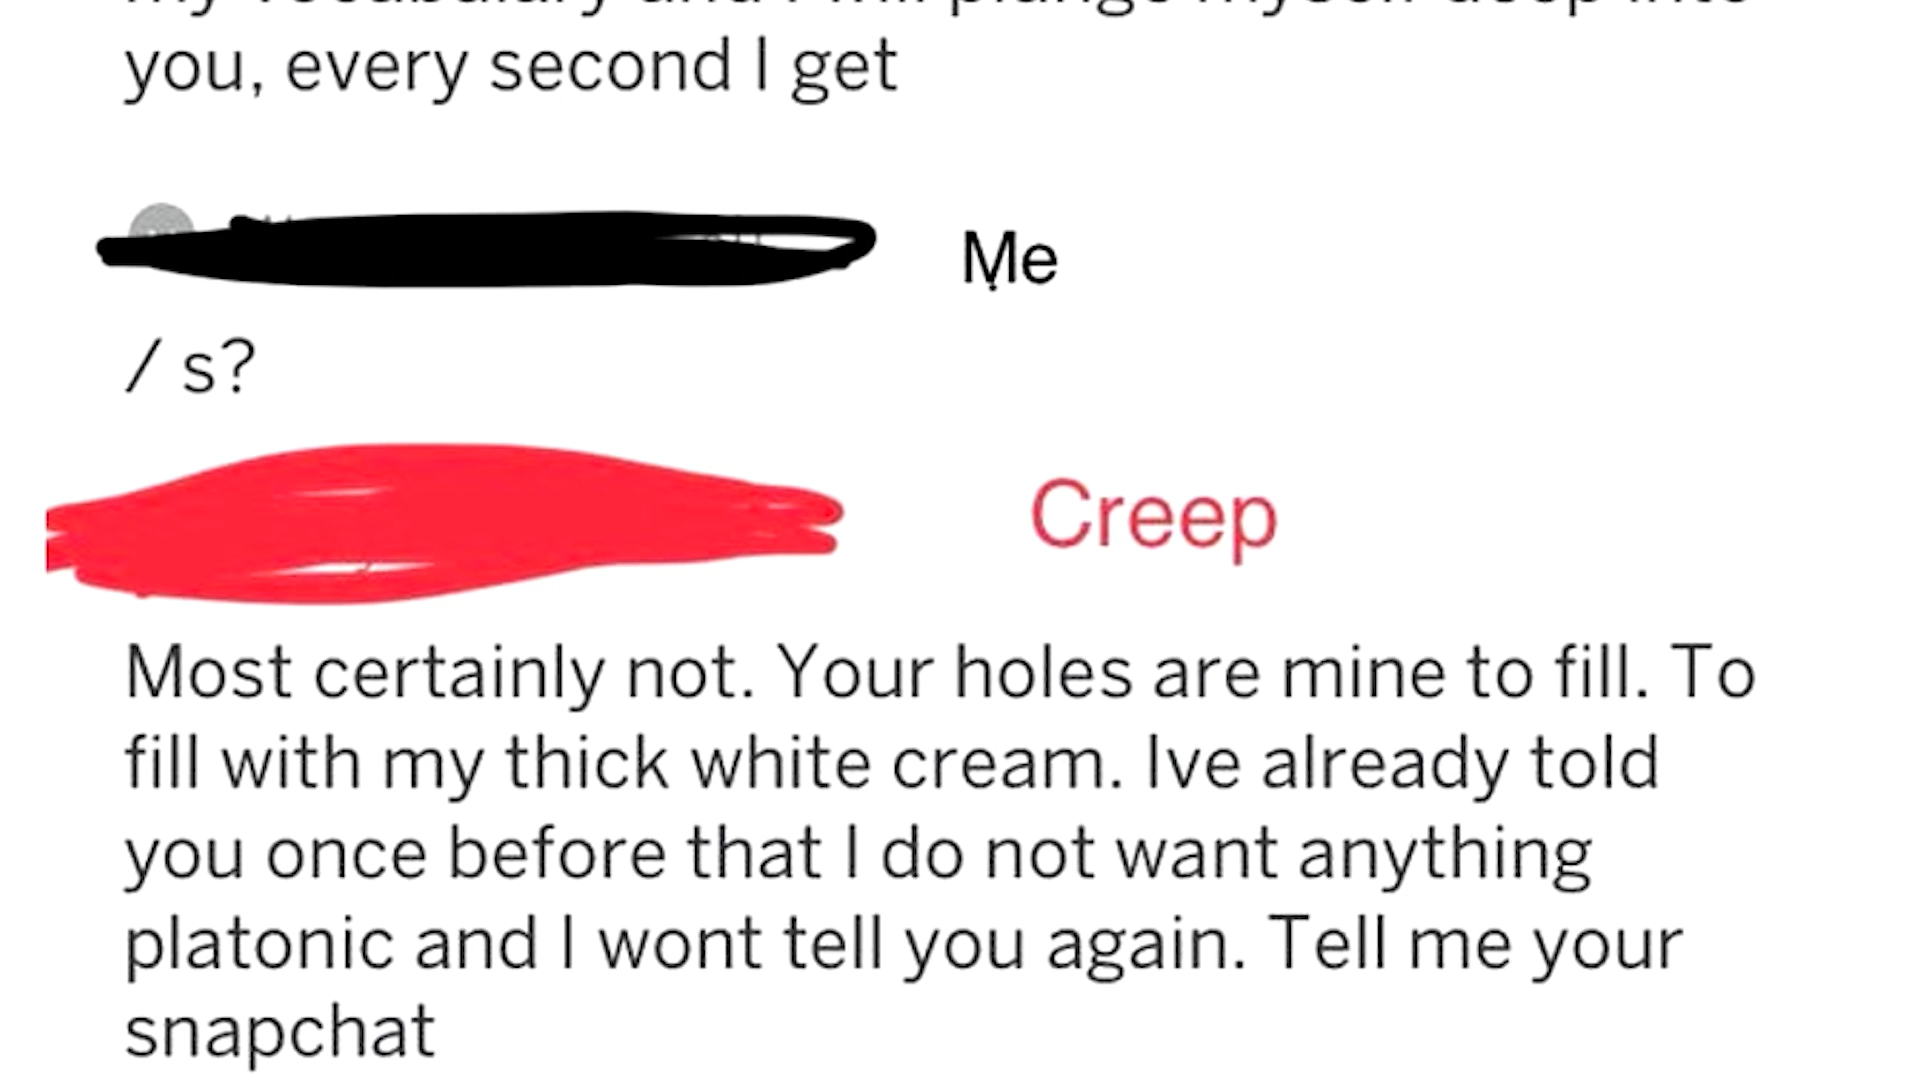 you, every second I get
Me
/ s?
Creep
Most certainly not. Your holes are mine to fill. To
fill with my thick white cream. Ive already told
you once before that I do not want anything
platonic and I wont tell you again. Tell me your
snapchat